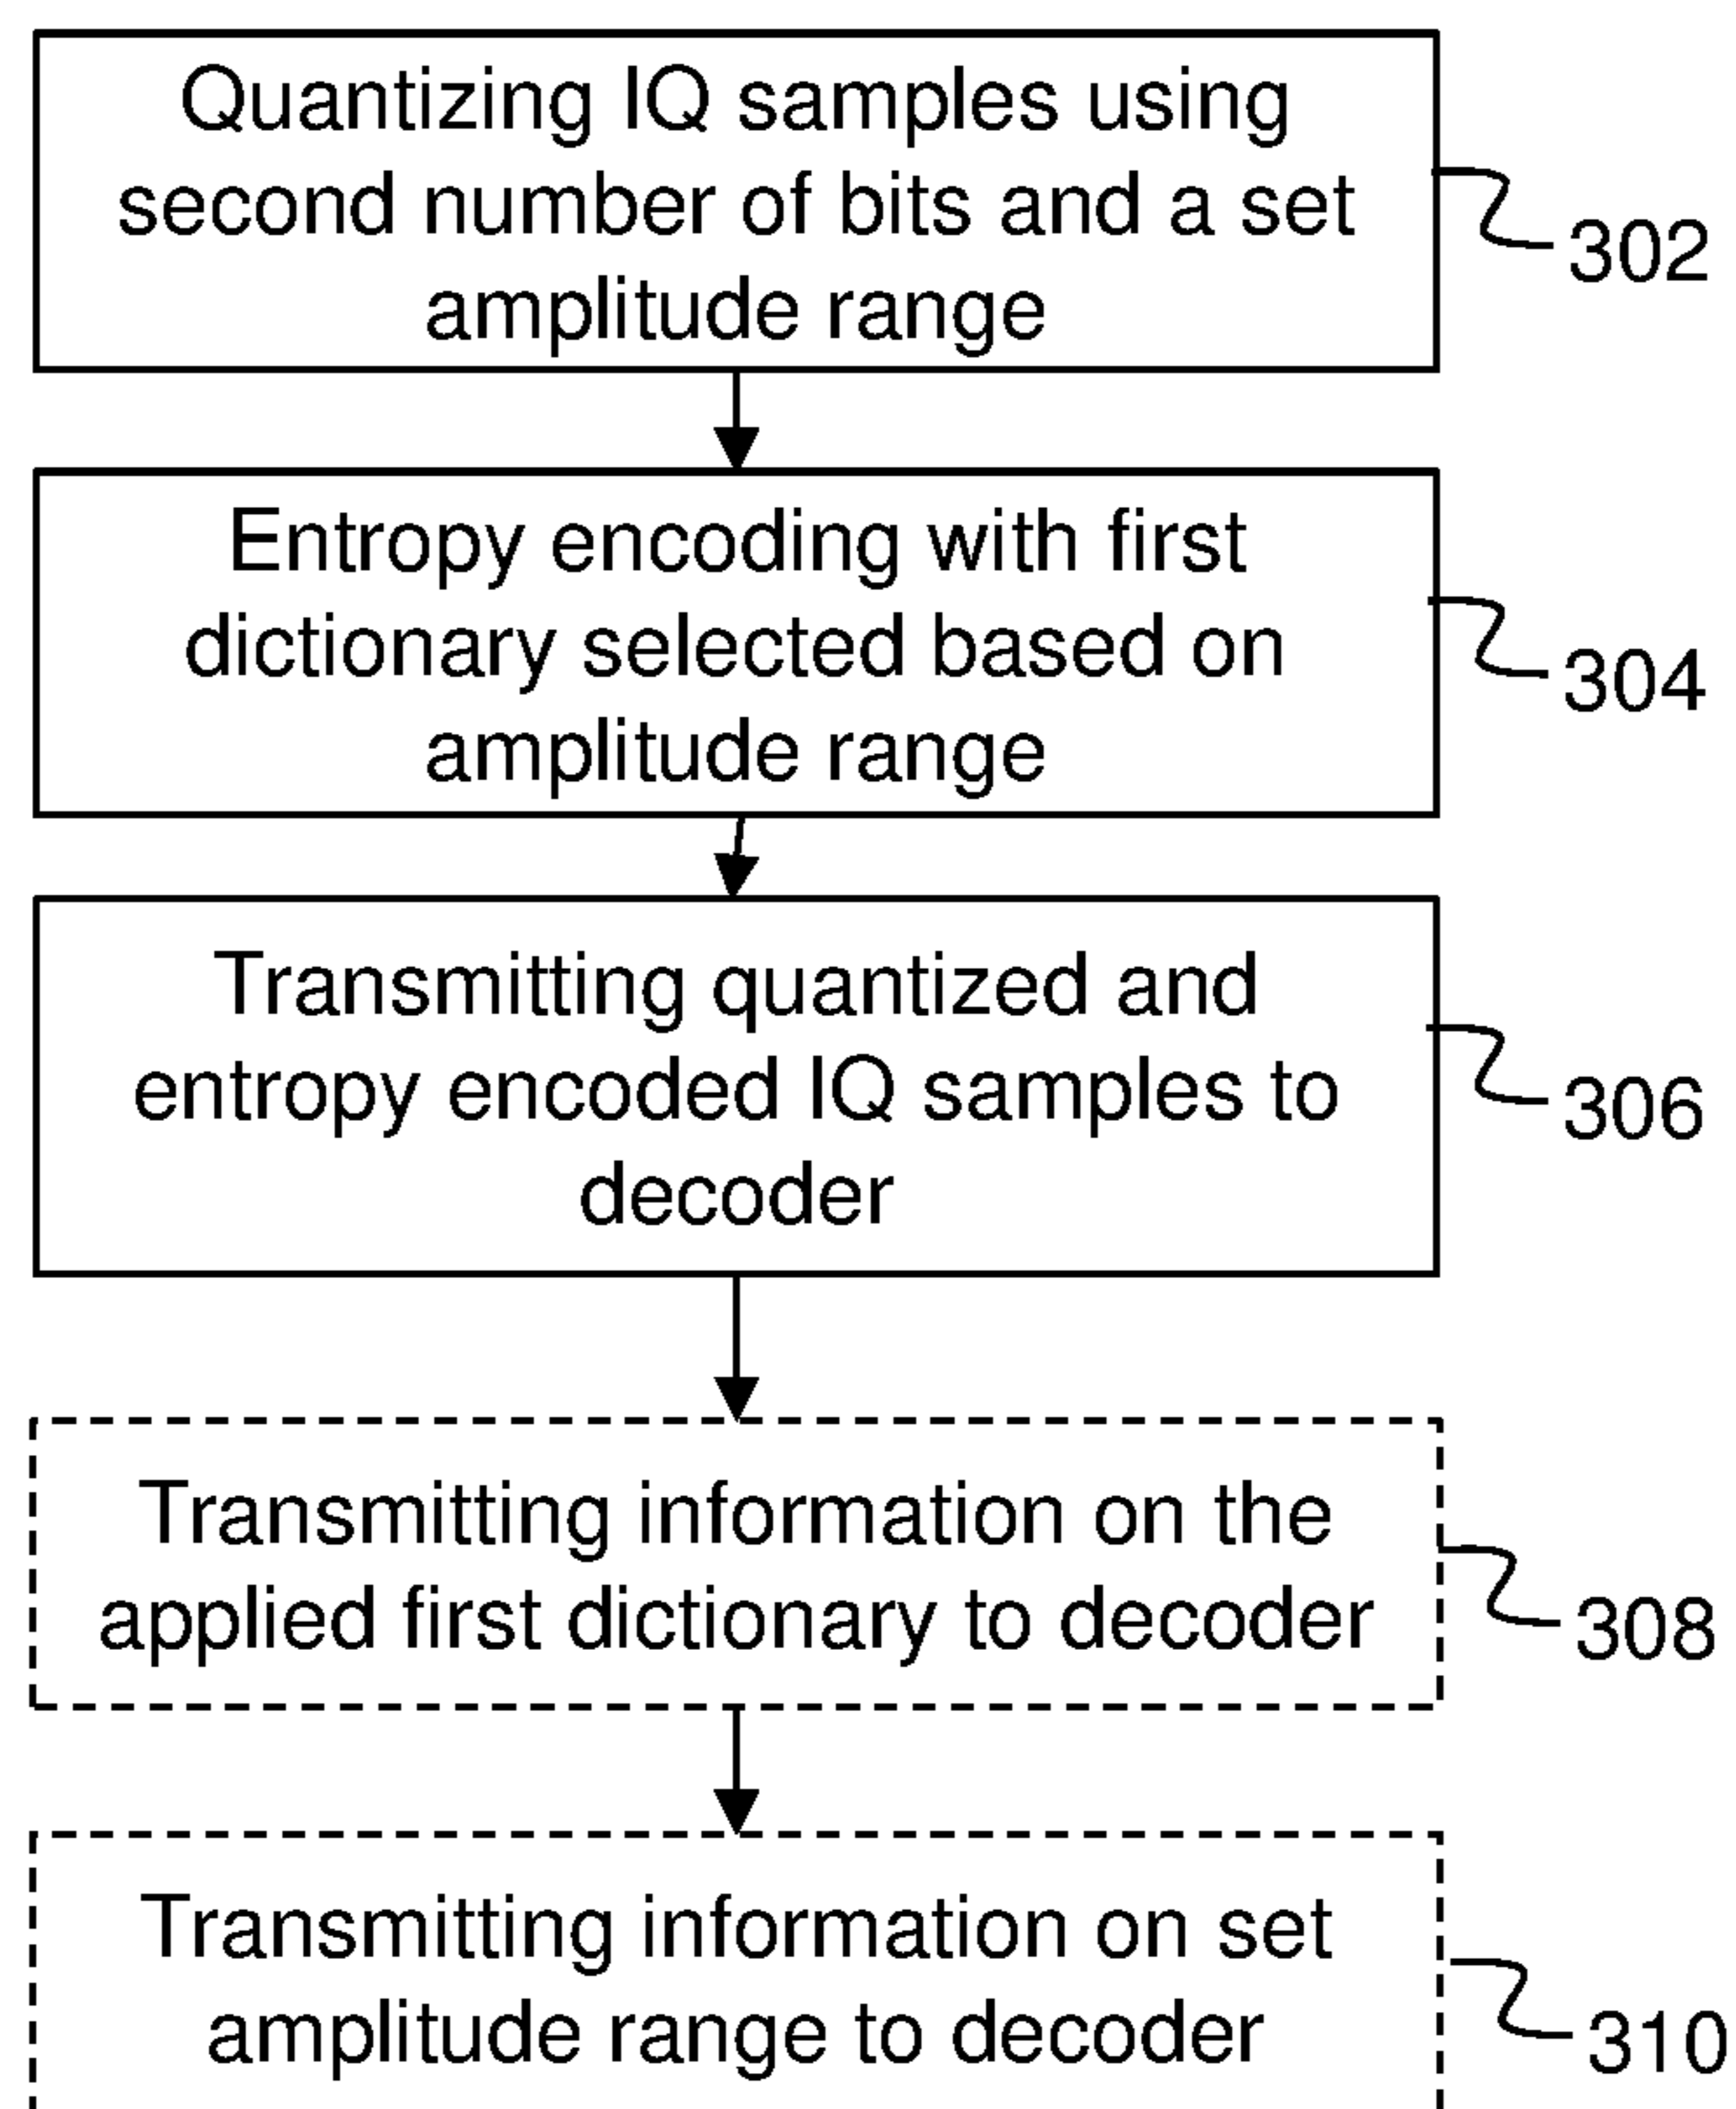 Quantizing IQ samples using
second number of bits and a set
amplitude range
302
Entropy encoding with first
dictionary selected based on
amplitude range
304
Transmitting quantized and
entropy encoded IQ samples to
decoder
306
Transmitting information on the
applied first dictionary to decoder
308
Transmitting information on set
amplitude range to decoder
310